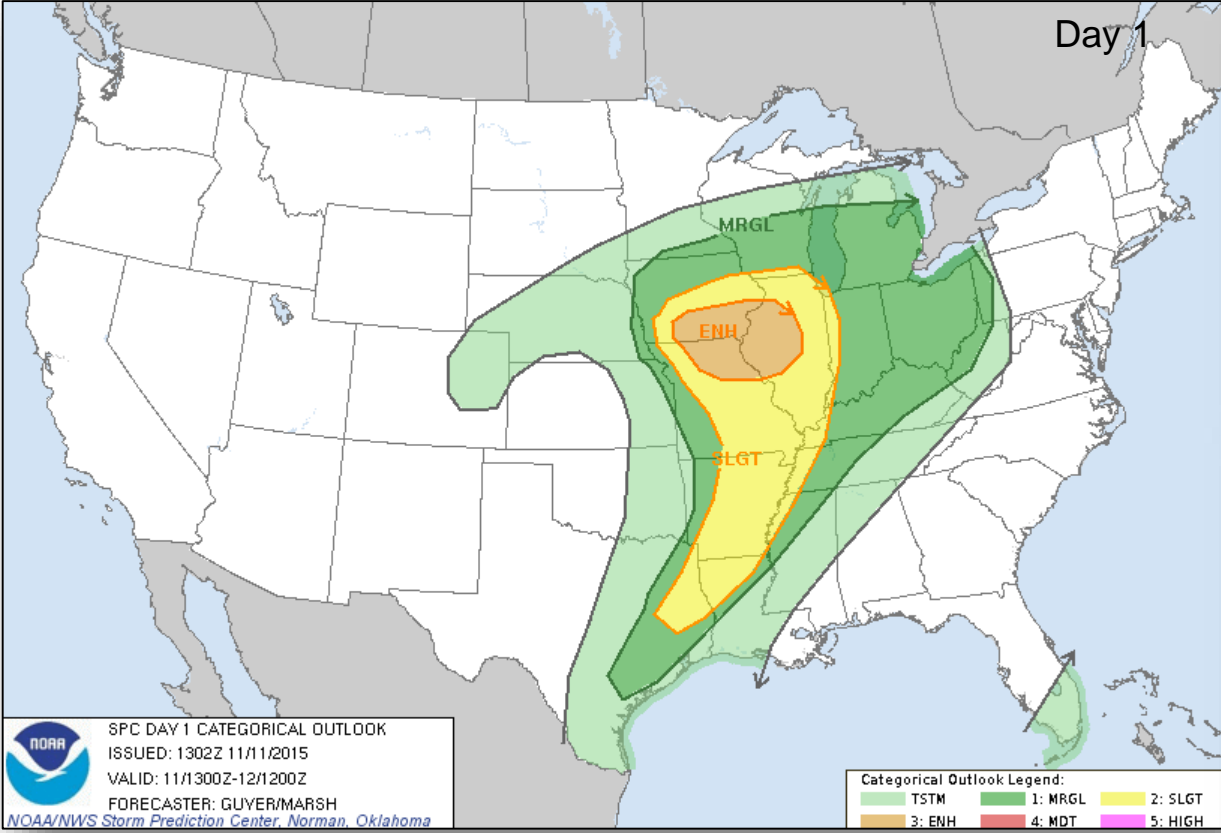 Day 1
MRGL
ENH
SLGT
NOAA
SPC DAY 1 CATEGORICAL OUTLOOK
ISSUED: 1302Z 11/11/2015
VALID: 11/1300Z-12/1200Z
FORECASTER: GUYER/MARSH
NOAA/NWS Storm Prediction Center, Norman, Oklahoma
Categorical Outlook Legend:
TSTM 1: MRGL 2: SLGT
3: ENH 4: MDT 5: HIGH